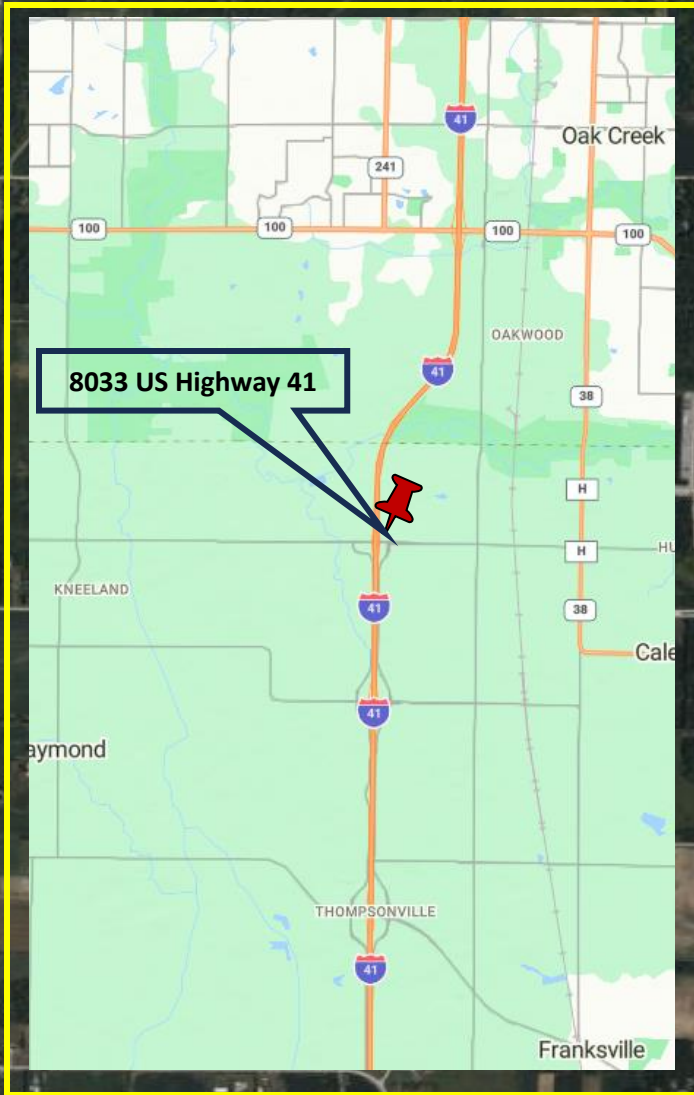 41
Oak Creek
241
100
100
100
100
OAKWOOD
41
8033 US Highway 41
38
H
H
HU
KNEELAND
41
38
Cale
41
aymond
THOMPSONVILLE
41
Franksville